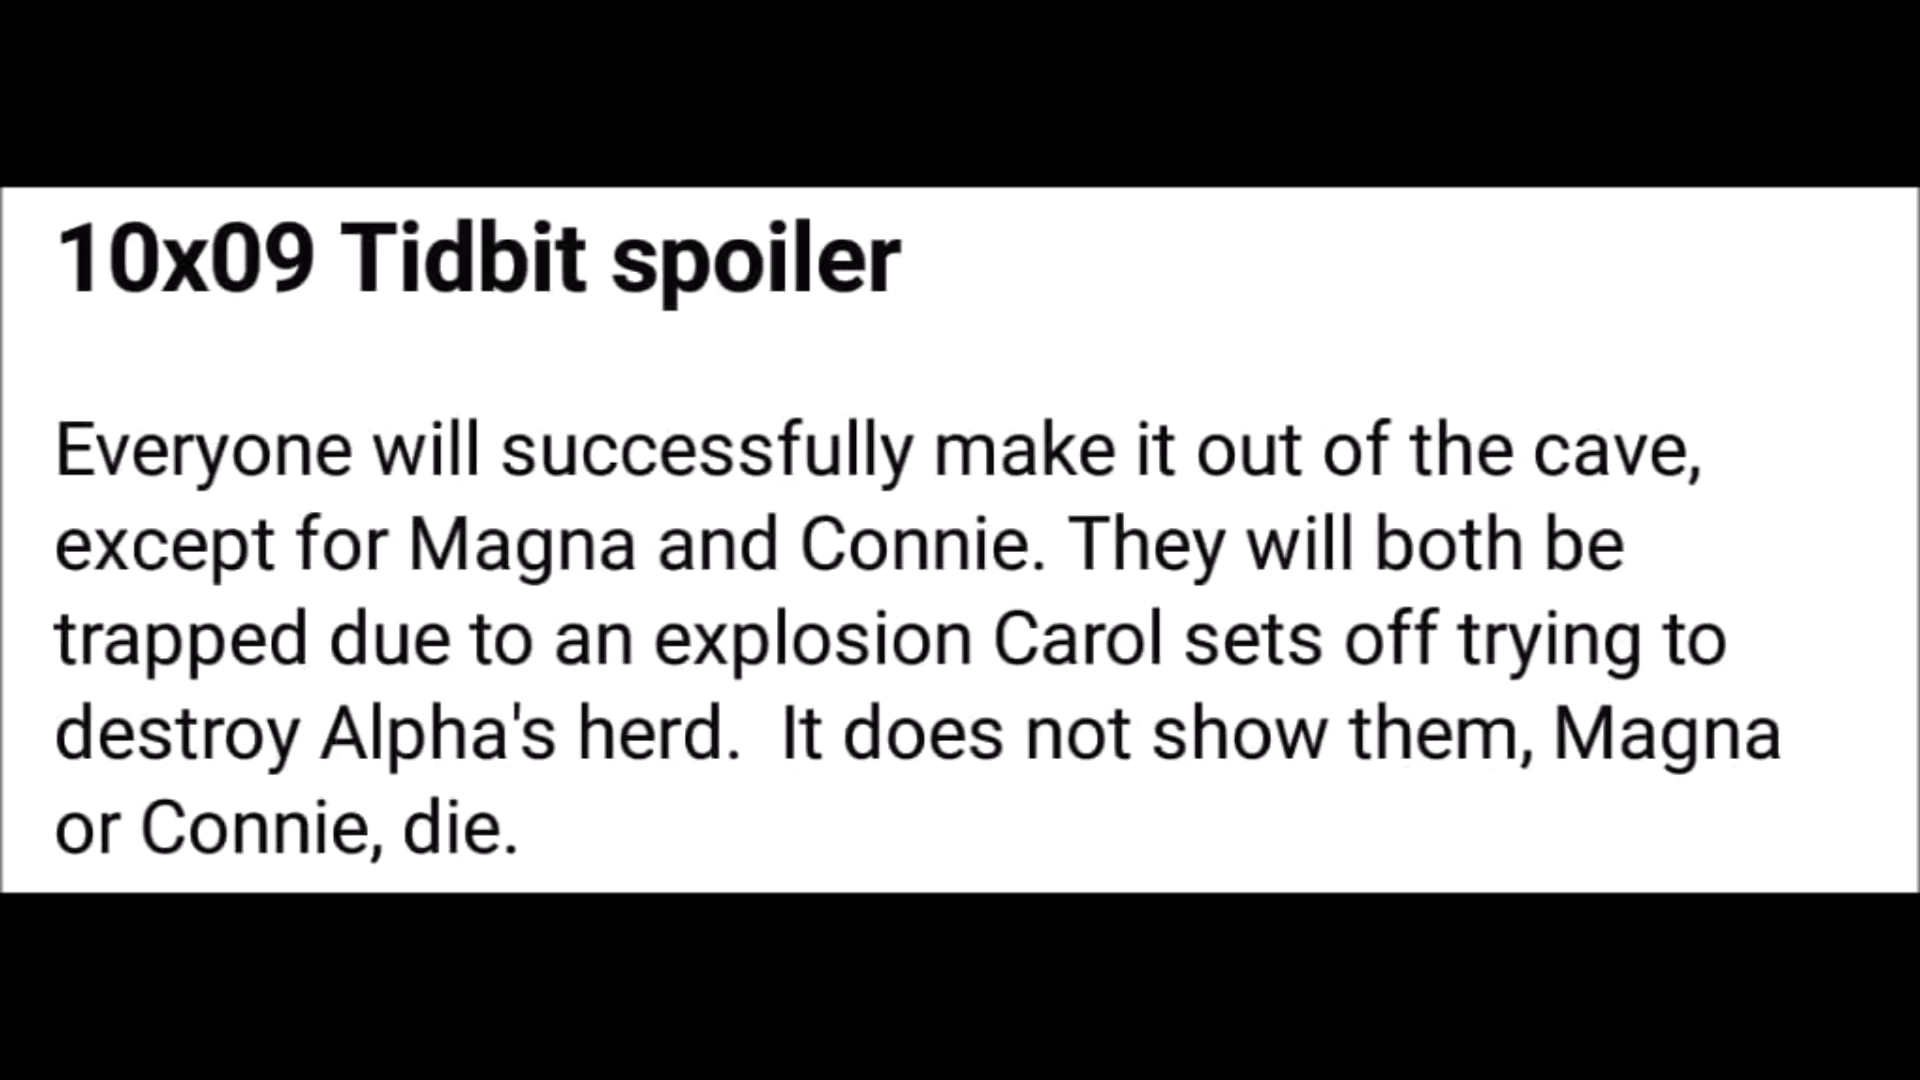 10x09 Tidbit spoiler
Everyone will successfully make it out of the cave,
except for Magna and Connie. They will both be
trapped due to an explosion Carol sets off trying to
destroy Alpha's herd.  It does not show them, Magna
or Connie, die.